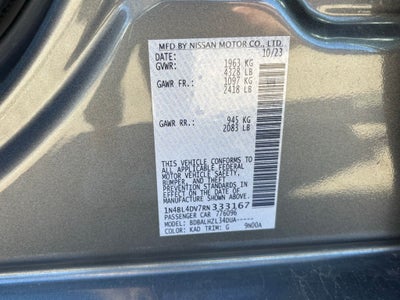 MFD BY NISSAN MOTOR CO., LTD.
DATE: 10/23
GVWR: 1963 KG
4328 LB
GAWR FR.: 1097 KG
2418 LB
GAWR RR.: 945 KG
2083 LB
THIS VEHICLE CONFORMS TO
ALL APPLICABLE FEDERAL
MOTOR VEHICLE SAFETY,
BUMPER, AND THEFT
PREVENTION STANDARDS
IN EFFECT ON THE DATE OF
MANUFACTURE SHOWN ABOVE
1N4BL4DV7RN333167
PASSENGER CAR 776096
MODEL: BDBALHZL34DUA-----
COLOR: KAD TRIM: G 9N00A